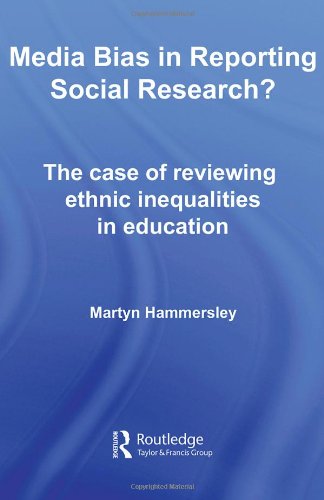 Media Bias in Reporting
Social Research?
The case of reviewing
ethnic inequalities
in education
Martyn Hammersley
ROUTLEDGE
Routledge
Taylor & Francis Group